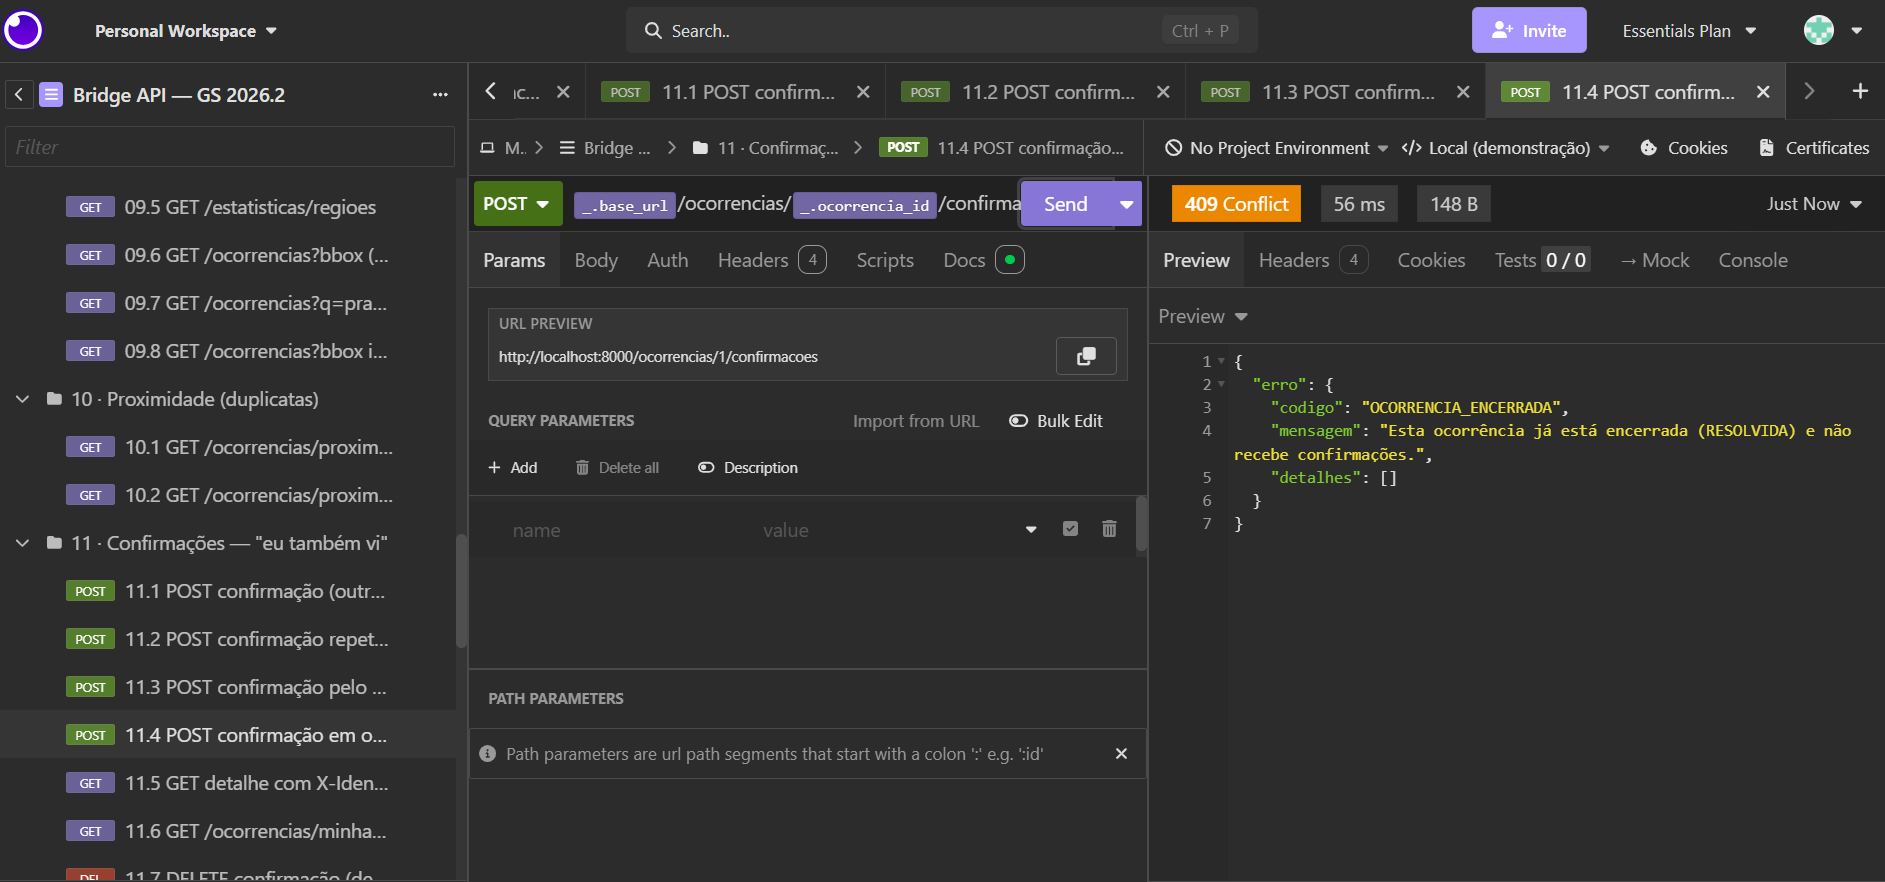 Personal Workspace
Search..
Ctrl + P
Invite
Essentials Plan
Bridge API — GS 2026.2
Filter
GET 09.5 GET /estatisticas/regioes
GET 09.6 GET /ocorrencias?bbox (...
GET 09.7 GET /ocorrencias?q=pra...
GET 09.8 GET /ocorrencias?bbox i...
10 · Proximidade (duplicatas)
GET 10.1 GET /ocorrencias/proxim...
GET 10.2 GET /ocorrencias/proxim...
11 · Confirmações — "eu também vi"
POST 11.1 POST confirmação (outr...
POST 11.2 POST confirmação repet...
POST 11.3 POST confirmação pelo ...
POST 11.4 POST confirmação em o...
GET 11.5 GET detalhe com X-Iden...
GET 11.6 GET /ocorrencias/minha...
DEL 11.7 DELETE confirmação (de...
ıc...
POST 11.1 POST confirm...
POST 11.2 POST confirm...
POST 11.3 POST confirm...
POST 11.4 POST confirm...
M.. > Bridge ... > 11 · Confirmaç... > POST 11.4 POST confirmação...
No Project Environment
</> Local (demonstração)
Cookies
Certificates
POST _.base_url/ocorrencias/_.ocorrencia_id/confirma
Send
Params Body Auth Headers 4 Scripts Docs
URL PREVIEW
http://localhost:8000/ocorrencias/1/confirmacoes
QUERY PARAMETERS
Import from URL
Bulk Edit
+ Add
Delete all
Description
name value
PATH PARAMETERS
Path parameters are url path segments that start with a colon ':' e.g. ':id'
409 Conflict
56 ms
148 B
Just Now
Preview Headers 4 Cookies Tests 0 / 0 → Mock Console
Preview
1 {
2 "erro": {
3 "codigo": "OCORRENCIA_ENCERRADA",
4 "mensagem": "Esta ocorrência já está encerrada (RESOLVIDA) e não
recebe confirmações.",
5 "detalhes": []
6 }
7 }